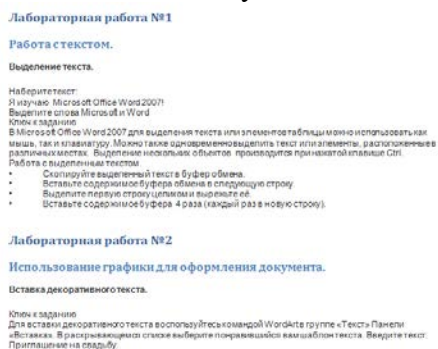 Лабораторная работа №1
Работа с текстом.
Выделение текста.
Наберите текст:
Я изучаю Microsoft Office Word 2007!
Выделите слова Microsoft и Word
Ключ к заданию
В Microsoft Office Word 2007 для выделения текста или элементов таблицы можно использовать как
мышь, так и клавиатуру. Можно также одновременно выделить текст или элементы, расположенные в
различных местах. Выделение нескольких объектов производится при нажатой клавише Ctrl.
Работа с выделенным текстом
• Скопируйте выделенный текст в буфер обмена.
• Вставьте содержимое буфера обмена в следующую строку
• Выделите первую строку целиком и вырежьте её.
• Вставьте содержимое буфера 4 раза (каждый раз в новую строку).
Лабораторная работа №2
Использование графики для оформления документа.
Вставка декоративного текста.
Ключ к заданию
Для вставки декоративного текста воспользуйтесь командой WordArt в группе «Текст» Панели
«Вставка». В раскрывающемся списке выберите понравившийся вам шаблон текста. Введите текст:
Приглашение на свадьбу.